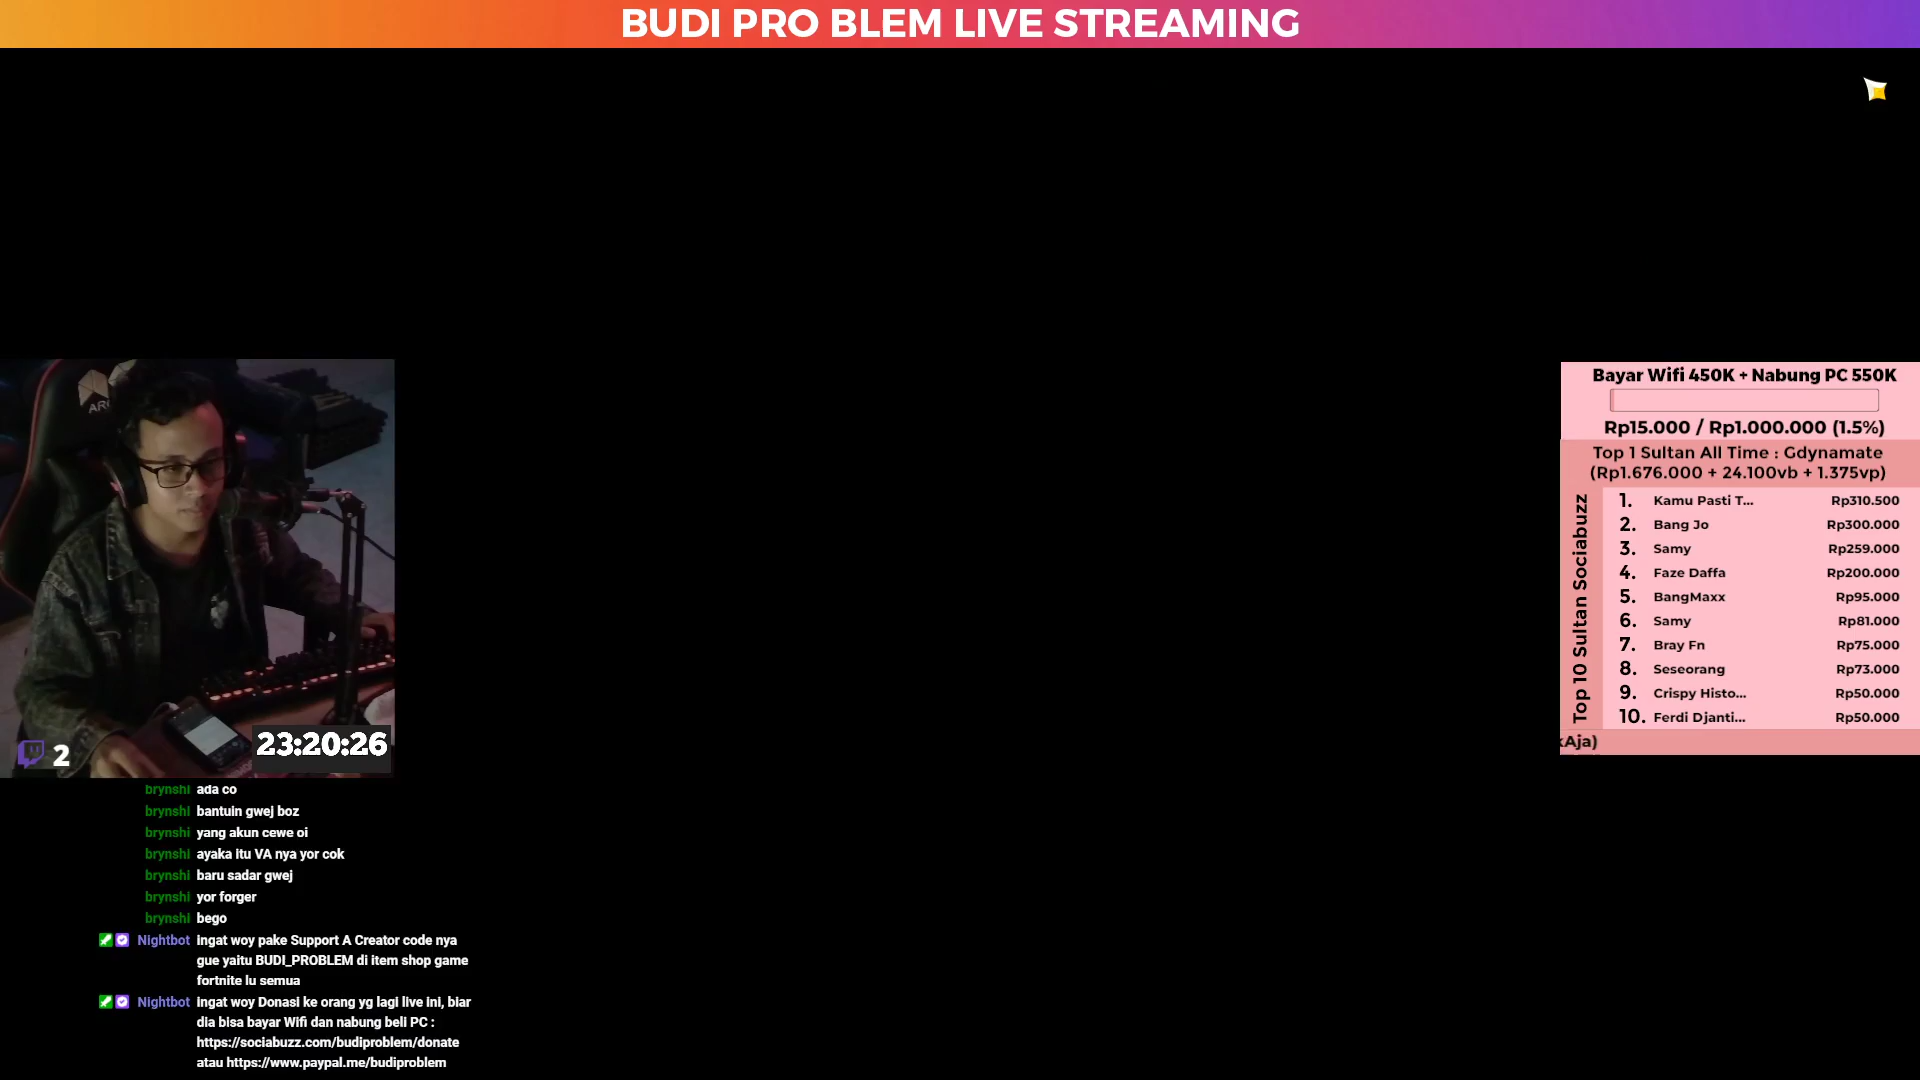 BUDI PRO BLEM LIVE STREAMING
AR
2
23:20:26
brynshi ada co
brynshi bantuin gwej boz
brynshi yang akun cewe oi
brynshi ayaka itu VA nya yor cok
brynshi baru sadar gwej
brynshi yor forger
brynshi bego
Nightbot Ingat woy pake Support A Creator code nya
gue yaitu BUDI_PROBLEM di item shop game
fortnite lu semua
Nightbot Ingat woy Donasi ke orang yg lagi live ini, biar
dia bisa bayar Wifi dan nabung beli PC :
https://sociabuzz.com/budiproblem/donate
atau https://www.paypal.me/budiproblem
Bayar Wifi 450K + Nabung PC 550K
Rp15.000 / Rp1.000.000 (1.5%)
Top 1 Sultan All Time : Gdynamate
(Rp1.676.000 + 24.100vb + 1.375vp)
Top 10 Sultan Sociabuzz
1. Kamu Pasti T... Rp310.500
2. Bang Jo Rp300.000
3. Samy Rp259.000
4. Faze Daffa Rp200.000
5. BangMaxx Rp95.000
6. Samy Rp81.000
7. Bray Fn Rp75.000
8. Seseorang Rp73.000
9. Crispy Histo... Rp50.000
10. Ferdi Djanti... Rp50.000
kAja)